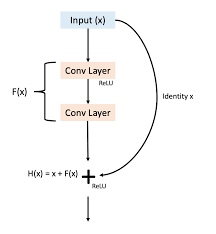 Input (x)
Conv Layer
ReLU
F(x)
Identity x
Conv Layer
H(x) = x + F(x)
+
ReLU